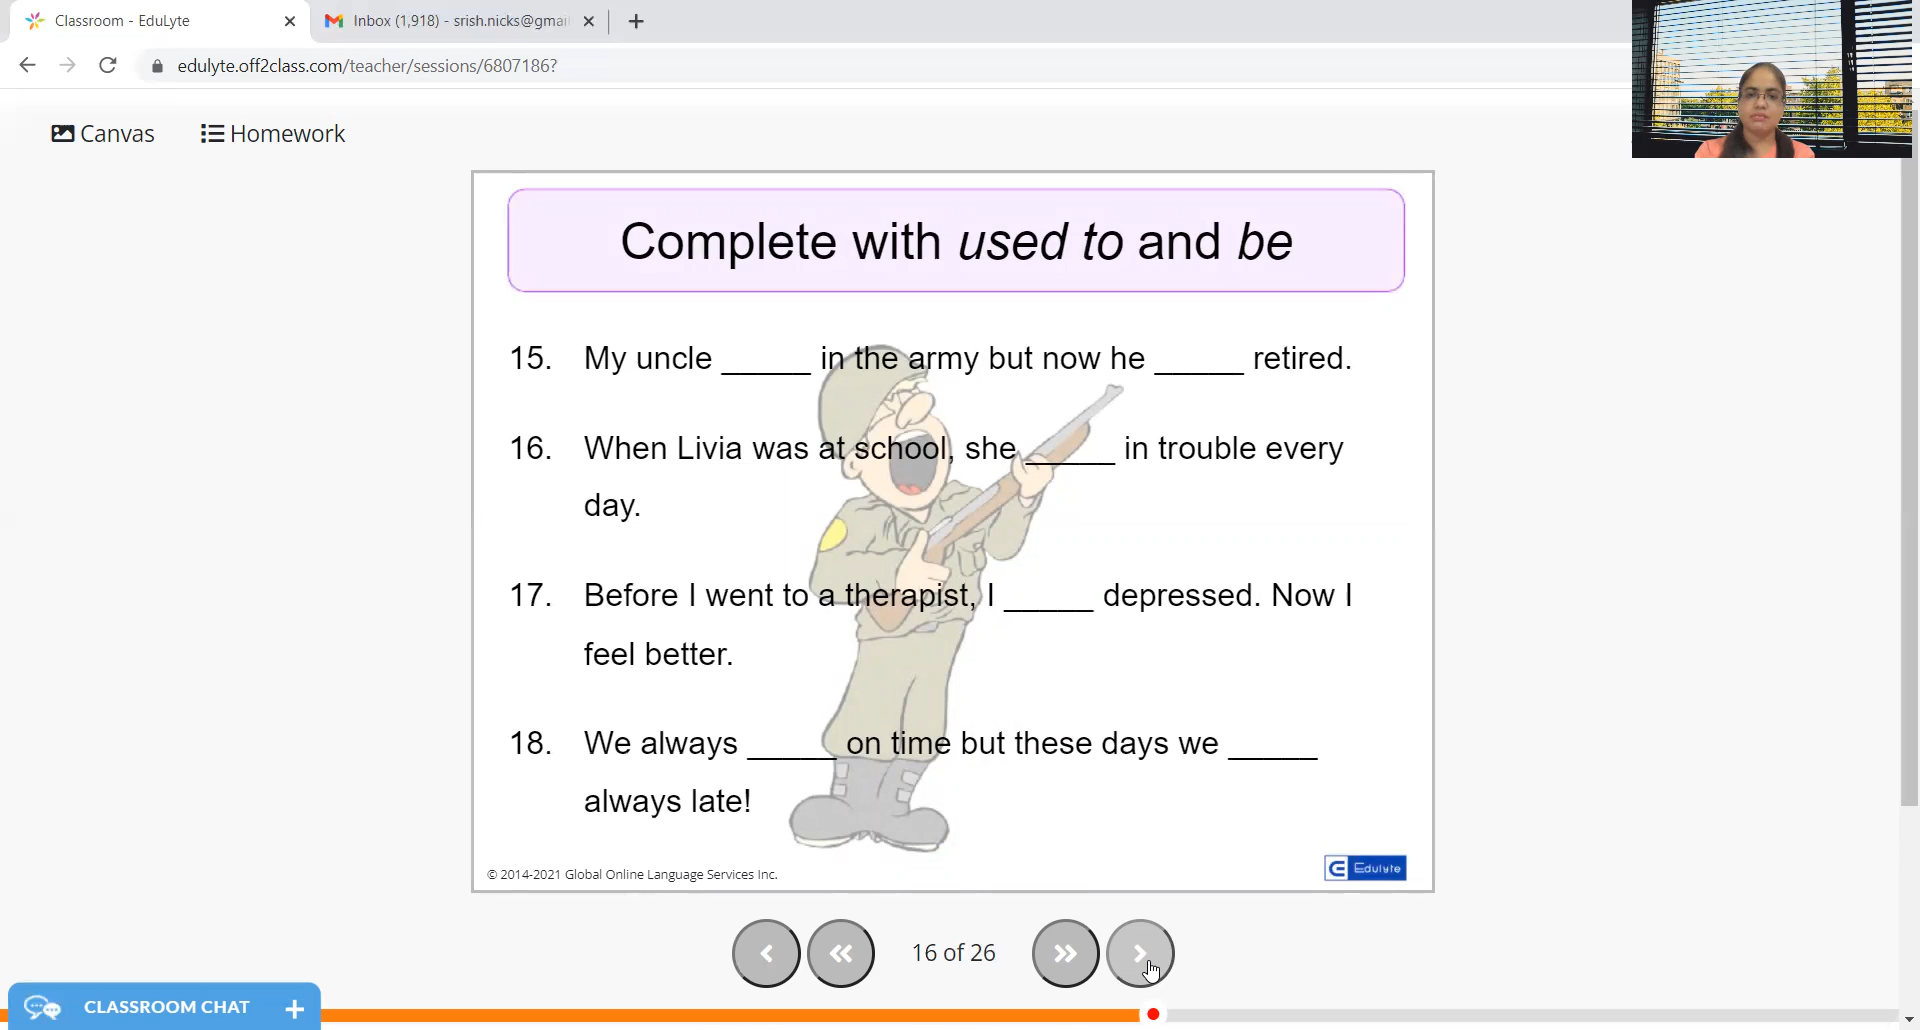 Classroom - EduLyte
Inbox (1,918) - srish.nicks@gmai
edulyte.off2class.com/teacher/sessions/6807186?
Canvas
Homework
Complete with used to and be
15. My uncle _____ in the army but now he _____ retired.
16. When Livia was at school, she _____ in trouble every
day.
17. Before I went to a therapist, I _____ depressed. Now I
feel better.
18. We always _____ on time but these days we _____
always late!
© 2014-2021 Global Online Language Services Inc.
Edulyte
16 of 26
CLASSROOM CHAT +